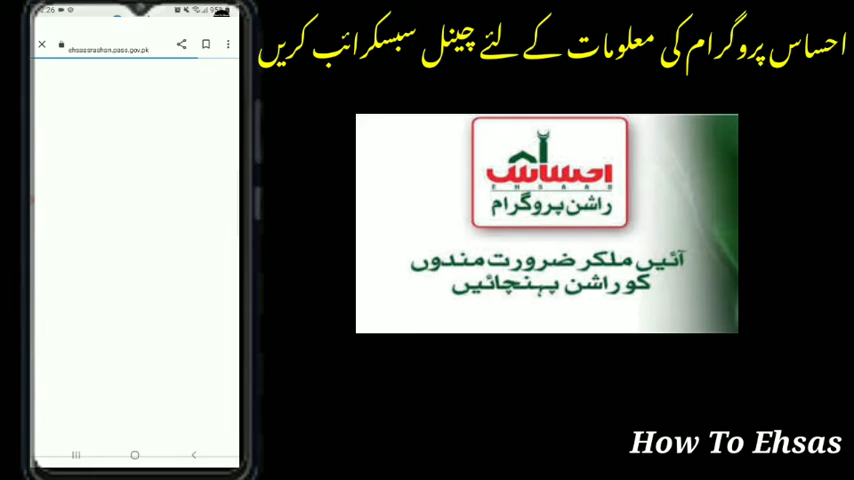 احساس پروگرام کی معلومات کے لئے چینل سبسکرائب کریں
ehsaasrashan.pass.gov.pk
احساس
EHSAAS
راشن پروگرام
آئیں ملکر ضرورت مندوں
کو راشن پہنچائیں
How To Ehsas